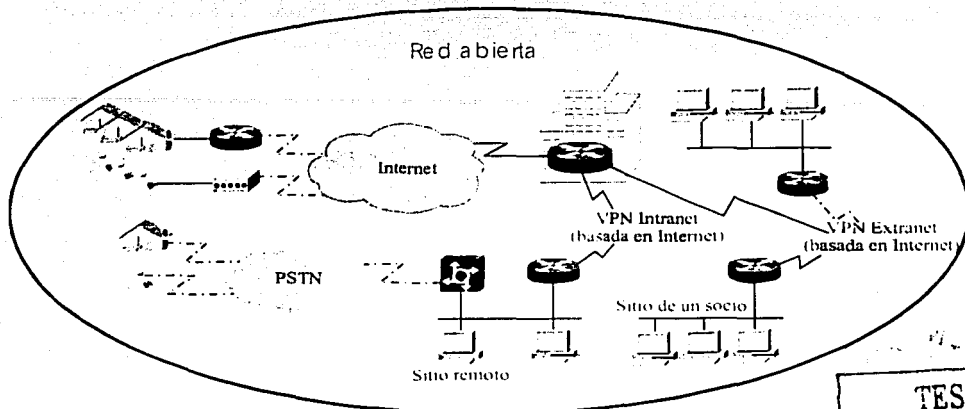 Red abierta
Internet
VPN Intranet
(basada en Internet)
VPN Extranet
(basada en Internet)
PSTN
Sitio de un socio
Sitio remoto
TES